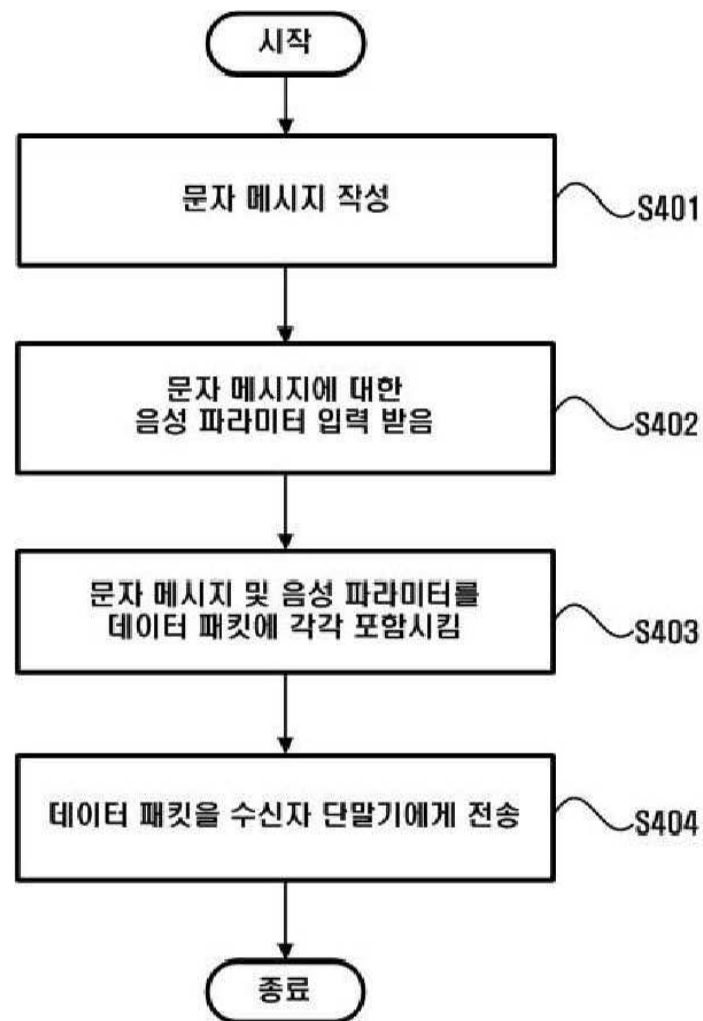 시작
문자 메시지 작성
S401
문자 메시지에 대한
음성 파라미터 입력 받음
S402
문자 메시지 및 음성 파라미터를
데이터 패킷에 각각 포함시킴
S403
데이터 패킷을 수신자 단말기에게 전송
S404
종료